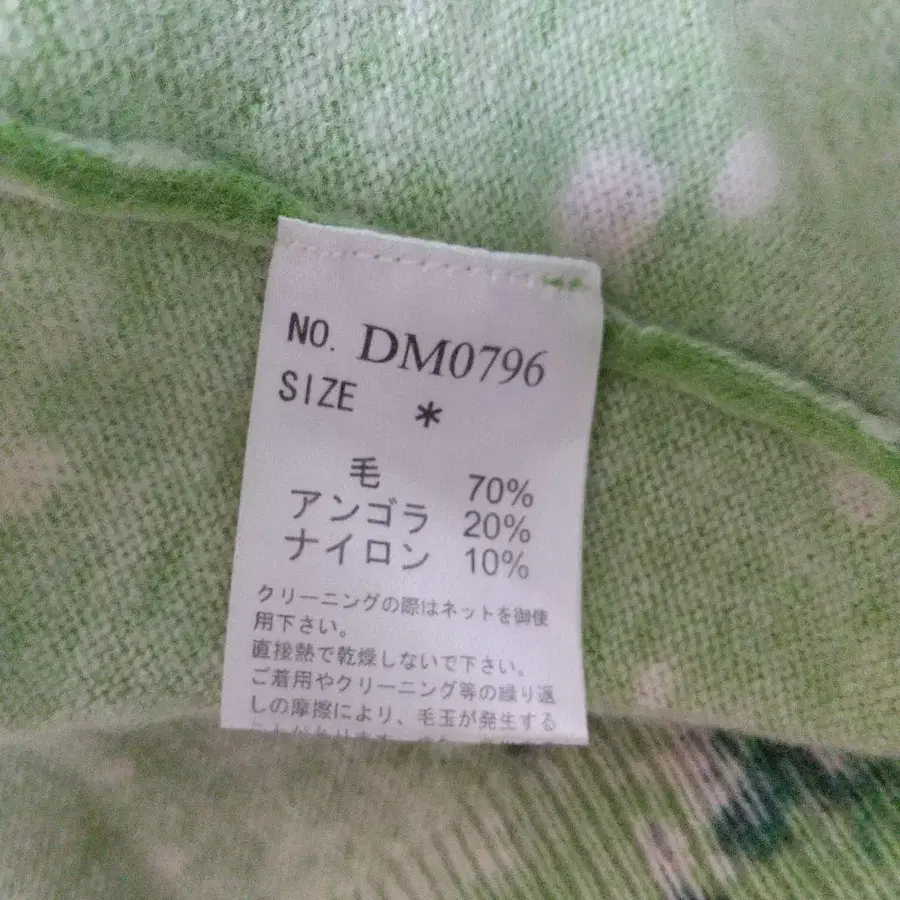 NO. DM0796
SIZE *
毛 70%
アンゴラ 20%
ナイロン 10%
クリーニングの際はネットを御使
用下さい。
直接熱で乾燥しないで下さい。
ご着用やクリーニング等の繰り返
しの摩擦により、毛玉が発生する